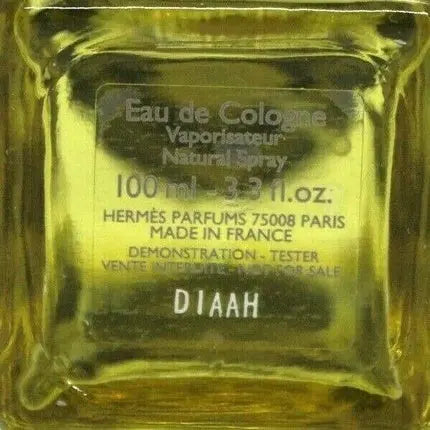 Eau de Cologne
Vaporisateur
Natural Spray
100 ml - 3.3 fl.oz.
HERMÈS PARFUMS 75008 PARIS
MADE IN FRANCE
DEMONSTRATION - TESTER
VENTE INTERDITE - NOT FOR SALE
DIAAH